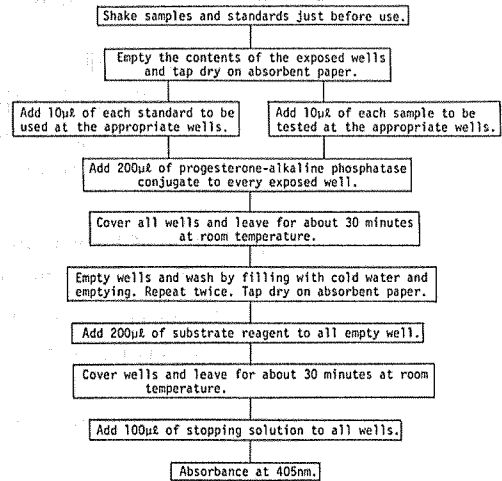 Shake samples and standards just before use.
Empty the contents of the exposed wells
and tap dry on absorbent paper.
Add 10µℓ of each standard to be
used at the appropriate wells.
Add 10µℓ of each sample to be
tested at the appropriate wells.
Add 200µℓ of progesterone-alkaline phosphatase
conjugate to every exposed well.
Cover all wells and leave for about 30 minutes
at room temperature.
Empty wells and wash by filling with cold water and
emptying. Repeat twice. Tap dry on absorbent paper.
Add 200µℓ of substrate reagent to all empty well.
Cover wells and leave for about 30 minutes at room
temperature.
Add 100µℓ of stopping solution to all wells.
Absorbance at 405nm.